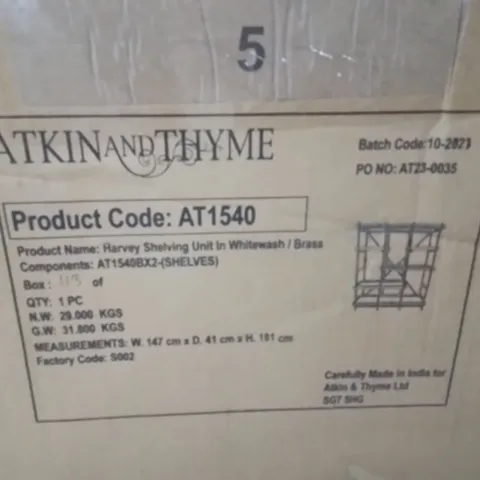 5
ATKIN AND THYME
Batch Code:10-2021
PO NO: AT23-0035
Product Code: AT1540
Product Name: Harvey Shelving Unit In Whitewash / Brass
Components: AT1540BX2-(SHELVES)
Box : of
QTY: 1 PC
N.W: 29.000 KGS
G.W: 31.800 KGS
MEASUREMENTS: W. 147 cm x D. 41 cm x H. 181 cm
Factory Code: S002
Carefully Made in India for
Atkin & Thyme Ltd
SG7 5HG